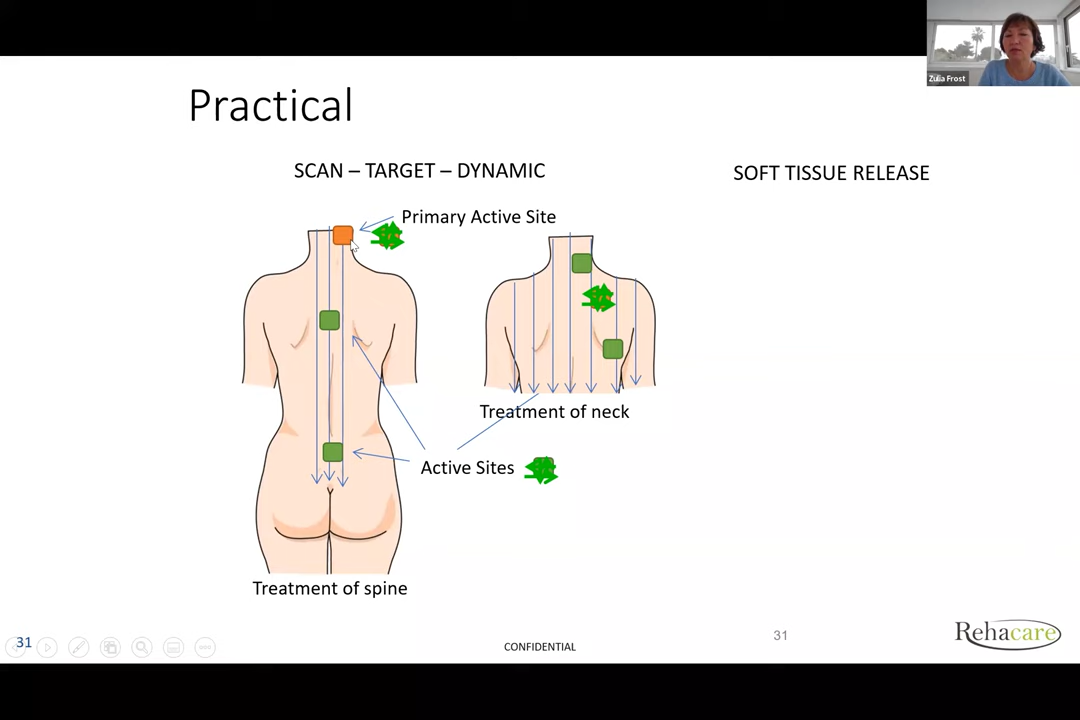 Zulia Frost
Practical
SCAN – TARGET – DYNAMIC
SOFT TISSUE RELEASE
Primary Active Site
Treatment of neck
Active Sites
Treatment of spine
31
CONFIDENTIAL
31
Rehacare